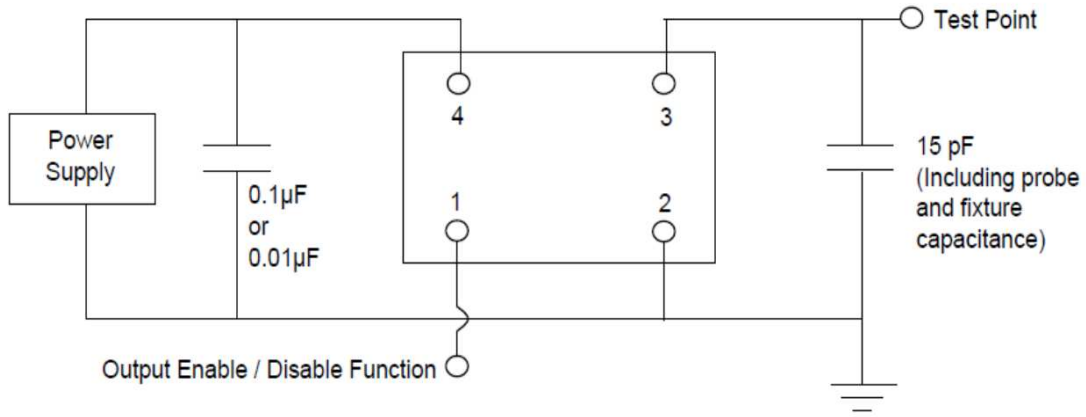 Test Point
4
3
Power
Supply
15 pF
(Including probe
and fixture
capacitance)
0.1µF
or
0.01µF
1
2
Output Enable / Disable Function